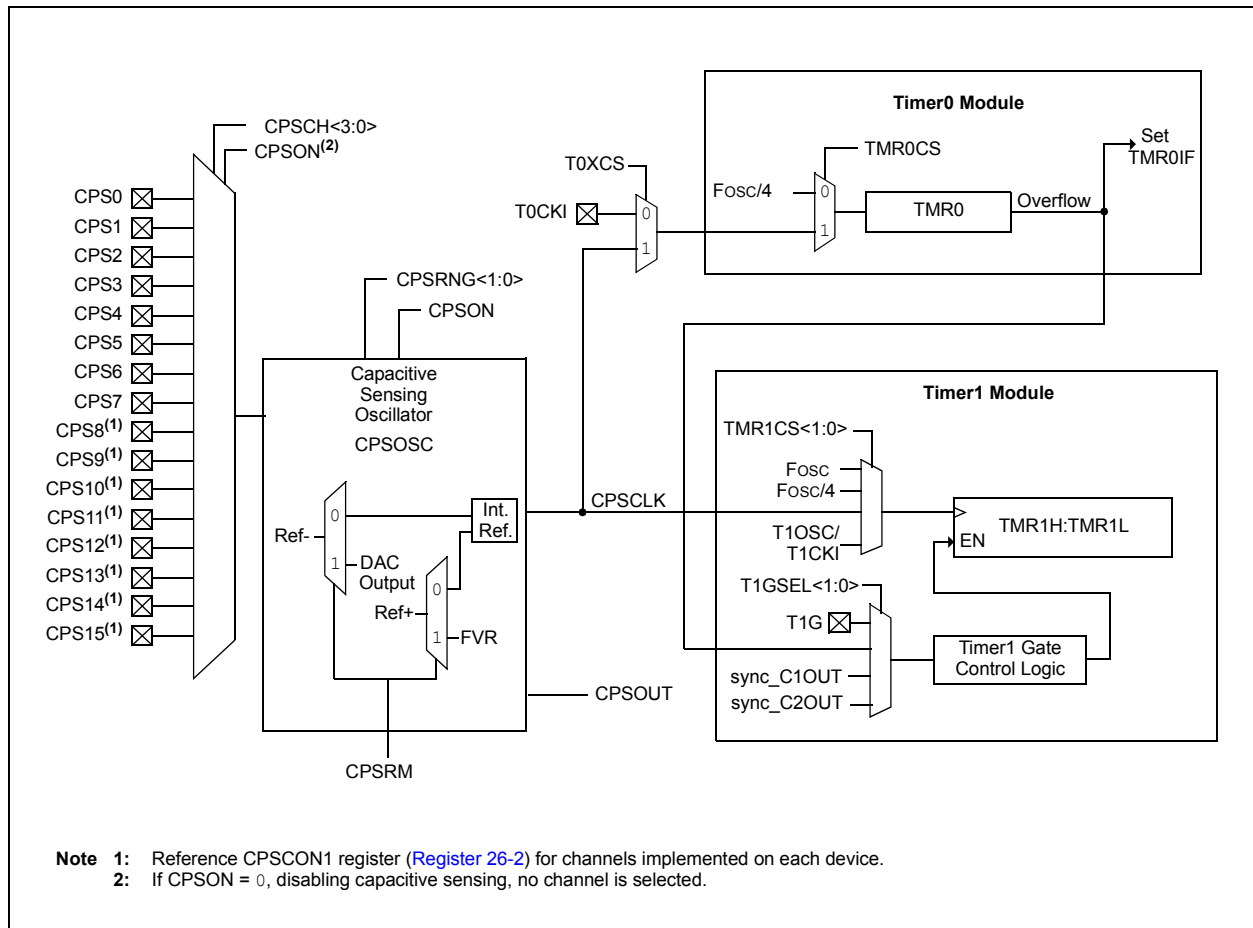 CPSCH<3:0>
CPSON(2)
CPS0
CPS1
CPS2
CPS3
CPS4
CPS5
CPS6
CPS7
CPS8(1)
CPS9(1)
CPS10(1)
CPS11(1)
CPS12(1)
CPS13(1)
CPS14(1)
CPS15(1)
CPSRNG<1:0>
CPSON
Capacitive
Sensing
Oscillator
CPSOSC
0
Ref-
1
DAC
Output
Int.
Ref.
0
Ref+
1
FVR
CPSRM
CPSCLK
CPSOUT
T0XCS
T0CKI
0
1
Timer0 Module
TMR0CS
FOSC/4
0
1
TMR0
Overflow
Set
TMR0IF
Timer1 Module
TMR1CS<1:0>
FOSC
FOSC/4
T1OSC/
T1CKI
TMR1H:TMR1L
EN
T1GSEL<1:0>
T1G
sync_C1OUT
sync_C2OUT
Timer1 Gate
Control Logic
Note 1: Reference CPSCON1 register (Register 26-2) for channels implemented on each device.
2: If CPSON = 0, disabling capacitive sensing, no channel is selected.